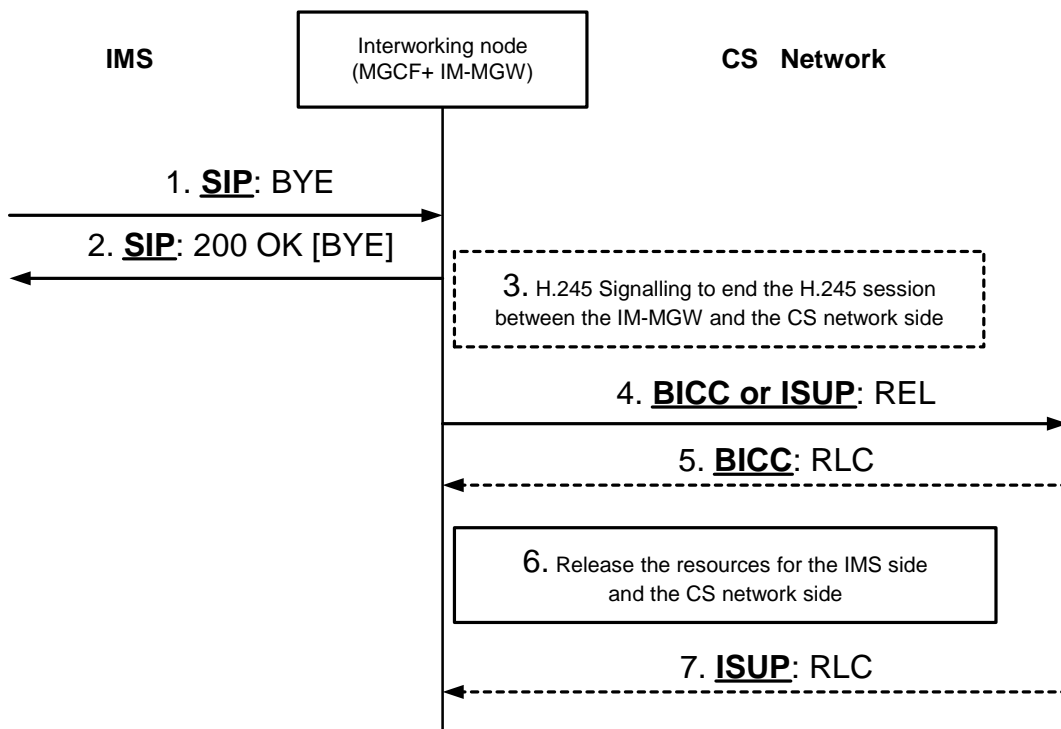 IMS
Interworking node
(MGCF+ IM-MGW)
CS Network
1. SIP: BYE
2. SIP: 200 OK [BYE]
3. H.245 Signalling to end the H.245 session
between the IM-MGW and the CS network side
4. BICC or ISUP: REL
5. BICC: RLC
6. Release the resources for the IMS side
and the CS network side
7. ISUP: RLC